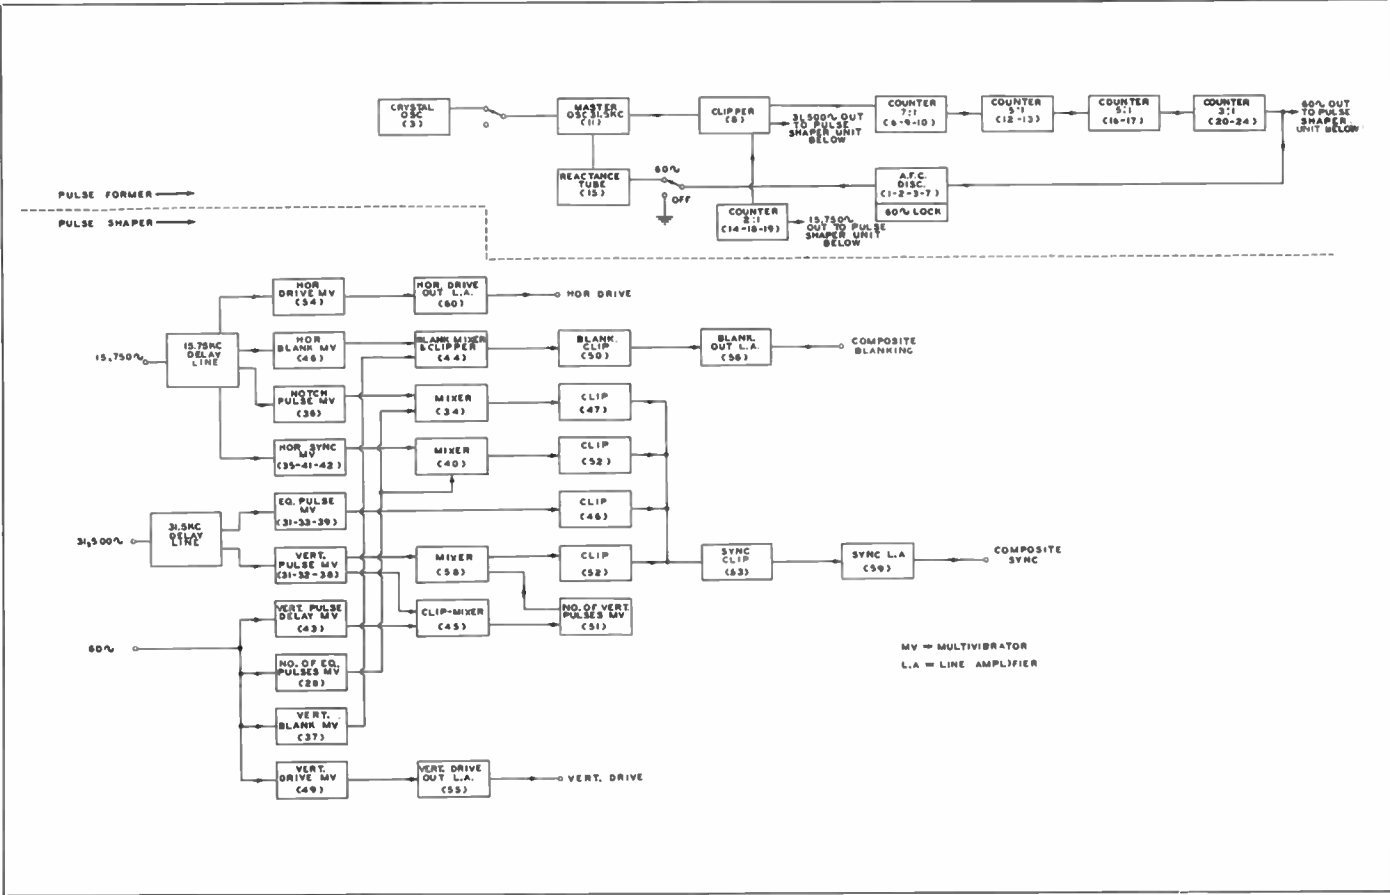 CRYSTAL
OSC
(3)
MASTER
OSC 31.5KC
(11)
CLIPPER
(8)
31,500~ OUT
TO PULSE
SHAPER UNIT
BELOW
COUNTER
7:1
(6-9-10)
COUNTER
5:1
(12-13)
COUNTER
5:1
(16-17)
COUNTER
3:1
(20-24)
60~ OUT
TO PULSE
SHAPER
UNIT BELOW
REACTANCE
TUBE
(15)
60~
OFF
A.F.C.
DISC.
(1-2-3-7)
60~ LOCK
COUNTER
2:1
(14-18-19)
15,750~
OUT TO PULSE
SHAPER UNIT
BELOW
PULSE FORMER
PULSE SHAPER
HOR
DRIVE MV
(54)
HOR. DRIVE
OUT L.A.
(60)
HOR DRIVE
15,750~
15.75KC
DELAY
LINE
HOR
BLANK MV
(46)
BLANK MIXER
& CLIPPER
(44)
BLANK.
CLIP
(50)
BLANK.
OUT L.A.
(56)
COMPOSITE
BLANKING
NOTCH
PULSE MV
(36)
MIXER
(34)
CLIP
(47)
HOR SYNC
MV
(35-41-42)
MIXER
(40)
CLIP
(52)
31,500~
31.5KC
DELAY
LINE
EQ. PULSE
MV
(31-33-39)
CLIP
(46)
VERT.
PULSE MV
(31-32-38)
MIXER
(58)
CLIP
(52)
SYNC
CLIP
(63)
SYNC L.A
(59)
COMPOSITE
SYNC
VERT. PULSE
DELAY MV
(43)
CLIP-MIXER
(45)
NO. OF VERT.
PULSES MV
(51)
60~
NO. OF EQ.
PULSES MV
(28)
MV = MULTIVIBRATOR
L.A = LINE AMPLIFIER
VERT.
BLANK MV
(37)
VERT.
DRIVE MV
(49)
VERT. DRIVE
OUT L.A.
(55)
VERT. DRIVE